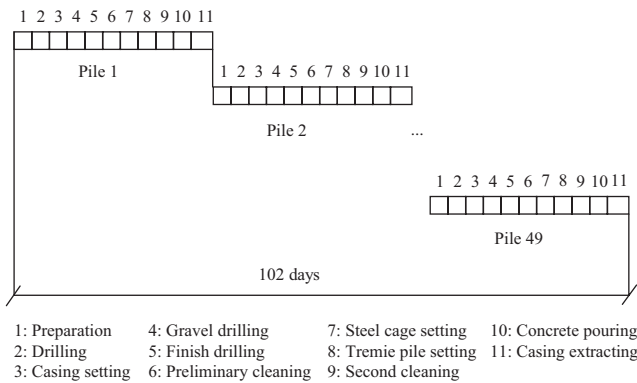 1 2 3 4 5 6 7 8 9 10 11
Pile 1
1 2 3 4 5 6 7 8 9 10 11
Pile 2
...
1 2 3 4 5 6 7 8 9 10 11
Pile 49
102 days
1: Preparation 4: Gravel drilling 7: Steel cage setting 10: Concrete pouring
2: Drilling 5: Finish drilling 8: Tremie pile setting 11: Casing extracting
3: Casing setting 6: Preliminary cleaning 9: Second cleaning